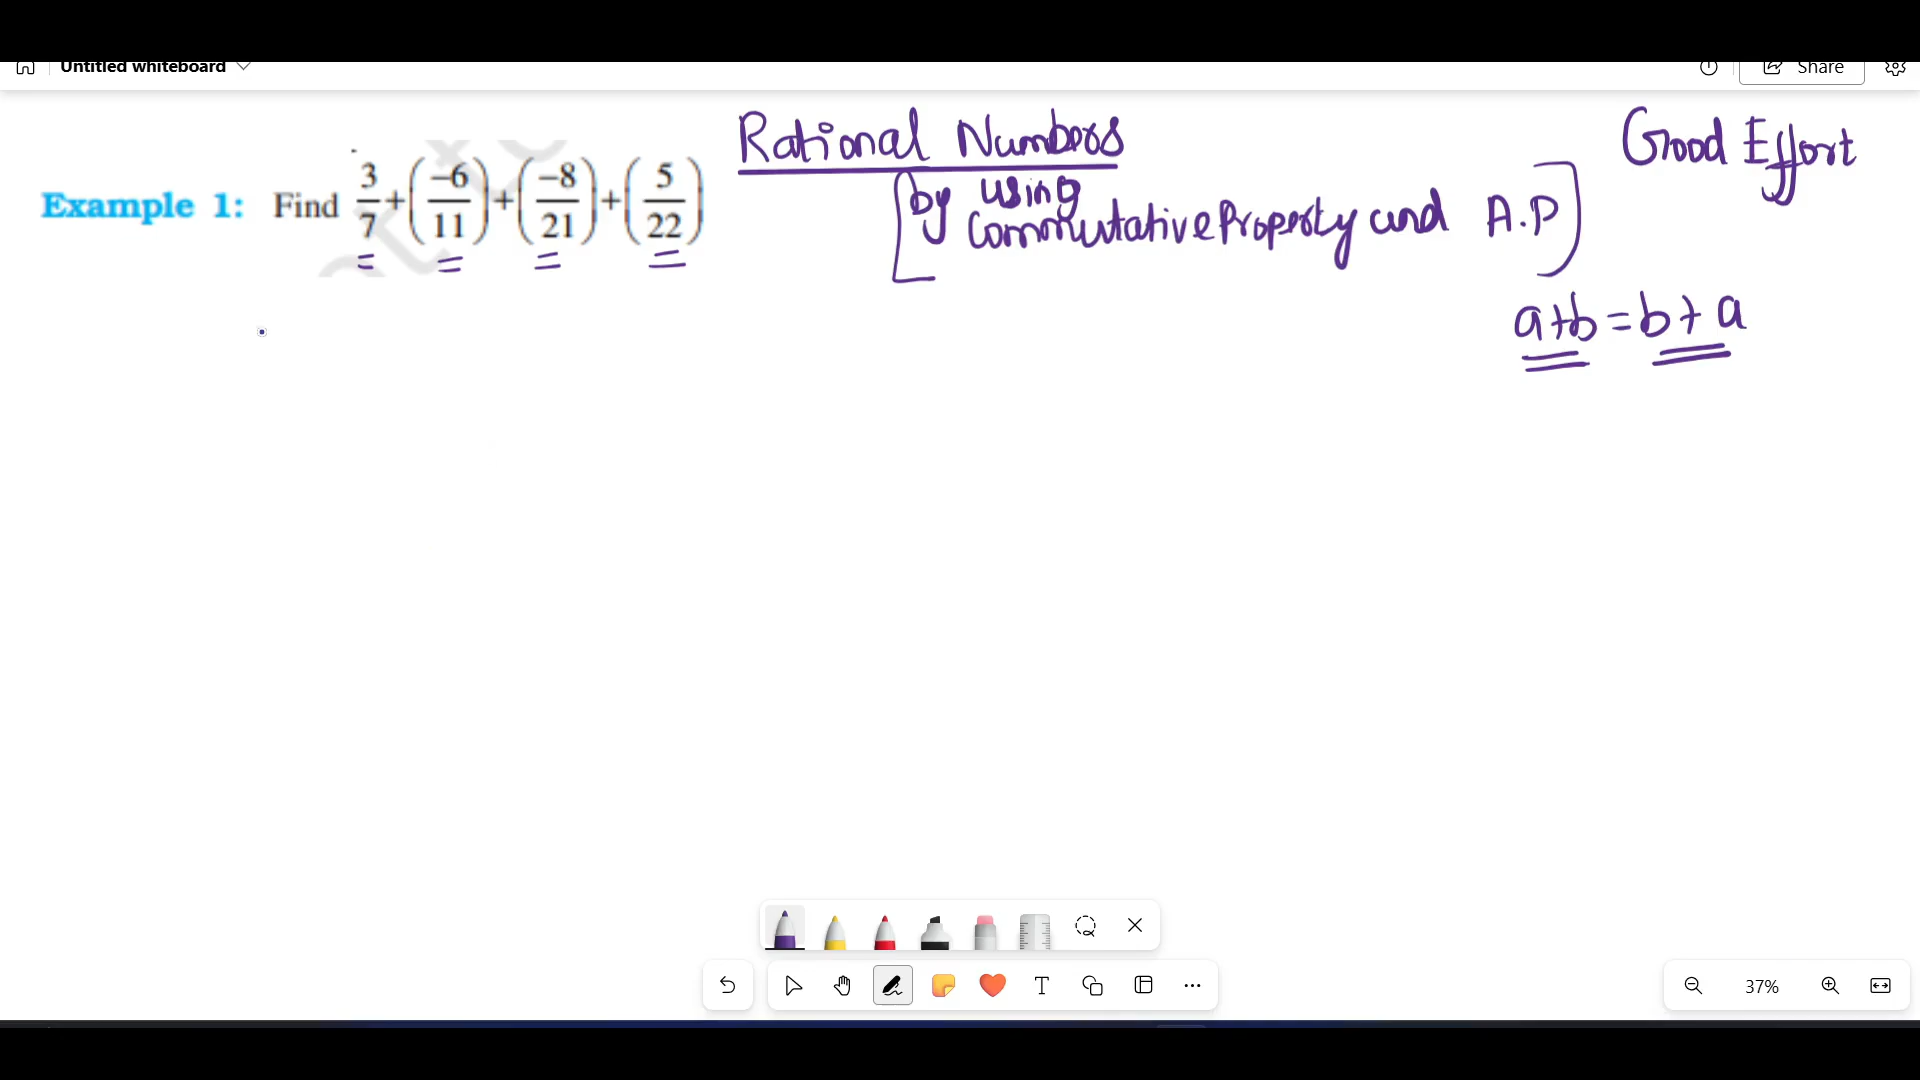 Untitled whiteboard
Share
Rational Numbers
Good Effort
Example 1: Find 3/7 + (-6/11) + (-8/21) + (5/22)
[by using
Commutative Property and A.P]
a+b = b+a
37%